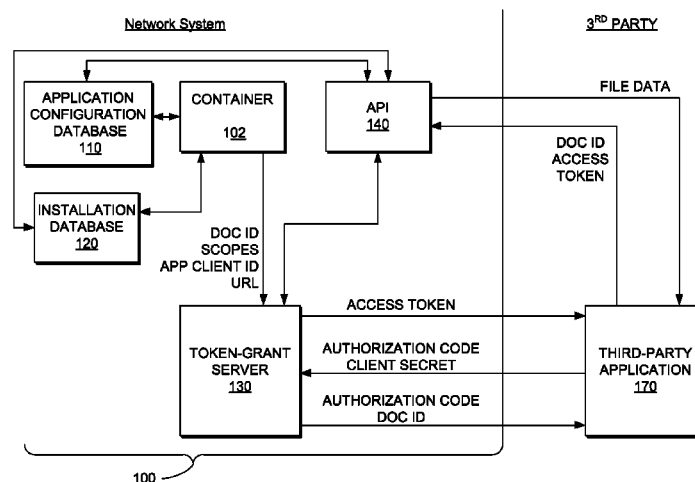 Network System
3RD PARTY
APPLICATION
CONFIGURATION
DATABASE
110
CONTAINER
102
API
140
FILE DATA
DOC ID
ACCESS
TOKEN
INSTALLATION
DATABASE
120
DOC ID
SCOPES
APP CLIENT ID
URL
TOKEN-GRANT
SERVER
130
ACCESS TOKEN
AUTHORIZATION CODE
CLIENT SECRET
AUTHORIZATION CODE
DOC ID
THIRD-PARTY
APPLICATION
170
100